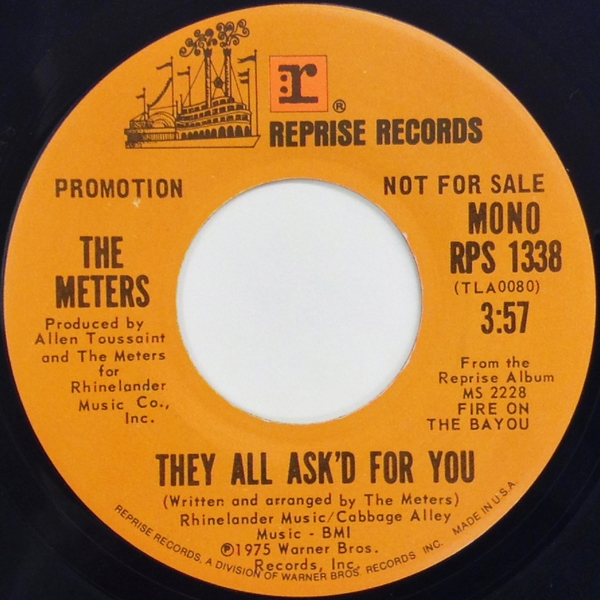 r ®
REPRISE RECORDS
PROMOTION
NOT FOR SALE
THE
METERS
Produced by
Allen Toussaint
and The Meters
for
Rhinelander
Music Co.,
Inc.
MONO
RPS 1338
(TLA0080)
3:57
From the
Reprise Album
MS 2228
FIRE ON
THE BAYOU
THEY ALL ASK'D FOR YOU
(Written and arranged by The Meters)
Rhinelander Music/Cabbage Alley
Music - BMI
℗1975 Warner Bros.
Records, Inc.
REPRISE RECORDS, A DIVISION OF WARNER BROS. RECORDS INC. MADE IN U.S.A.